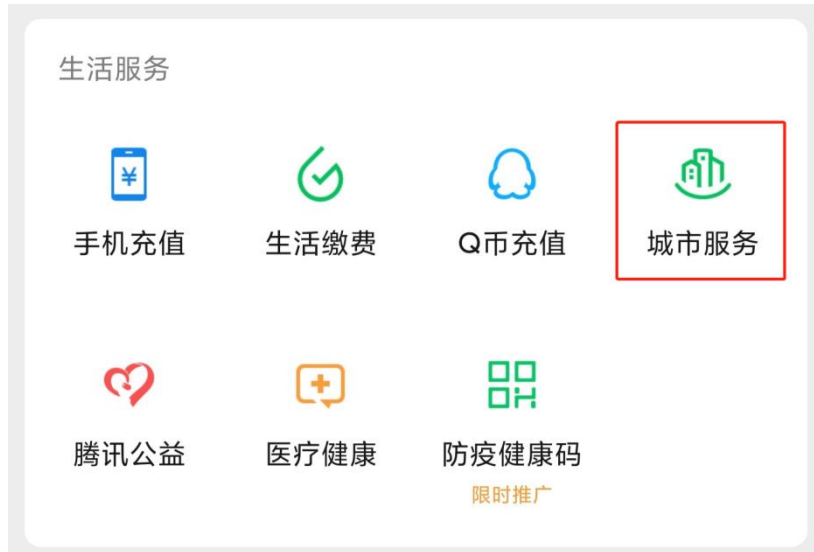 生活服务
¥
手机充值
生活缴费
Q币充值
城市服务
腾讯公益
医疗健康
防疫健康码
限时推广